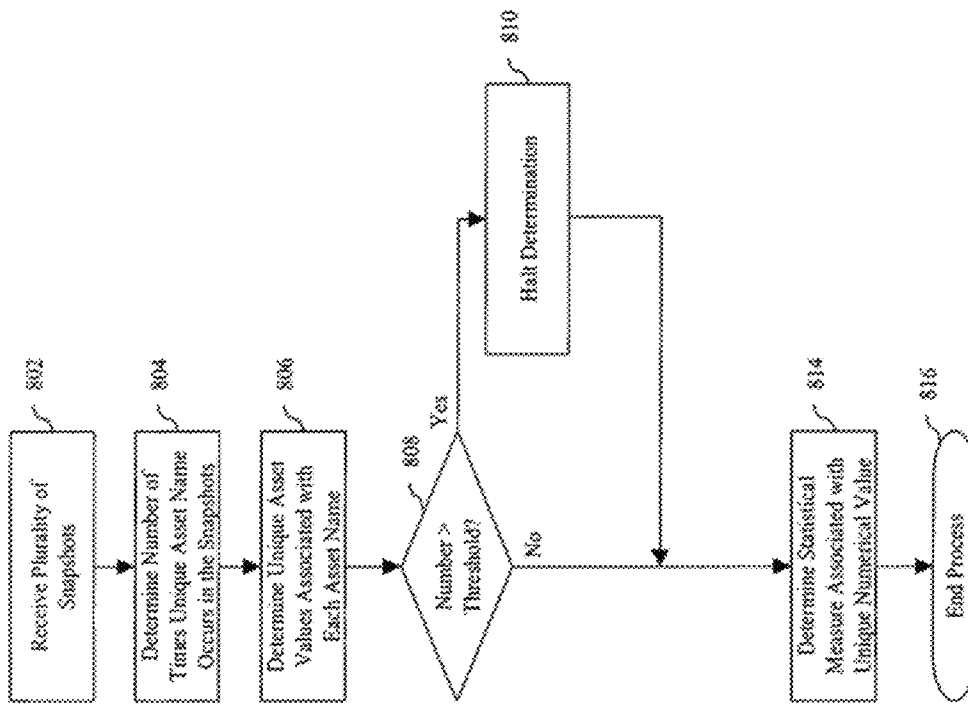 802
Receive Plurality of
Snapshots
804
Determine Number of
Times Unique Asset Name
Occurs in the Snapshots
806
Determine Unique Asset
Values Associated with
Each Asset Name
808
Number >
Threshold?
Yes
No
810
Halt Determination
814
Determine Statistical
Measure Associated with
Unique Numerical Value
816
End Process